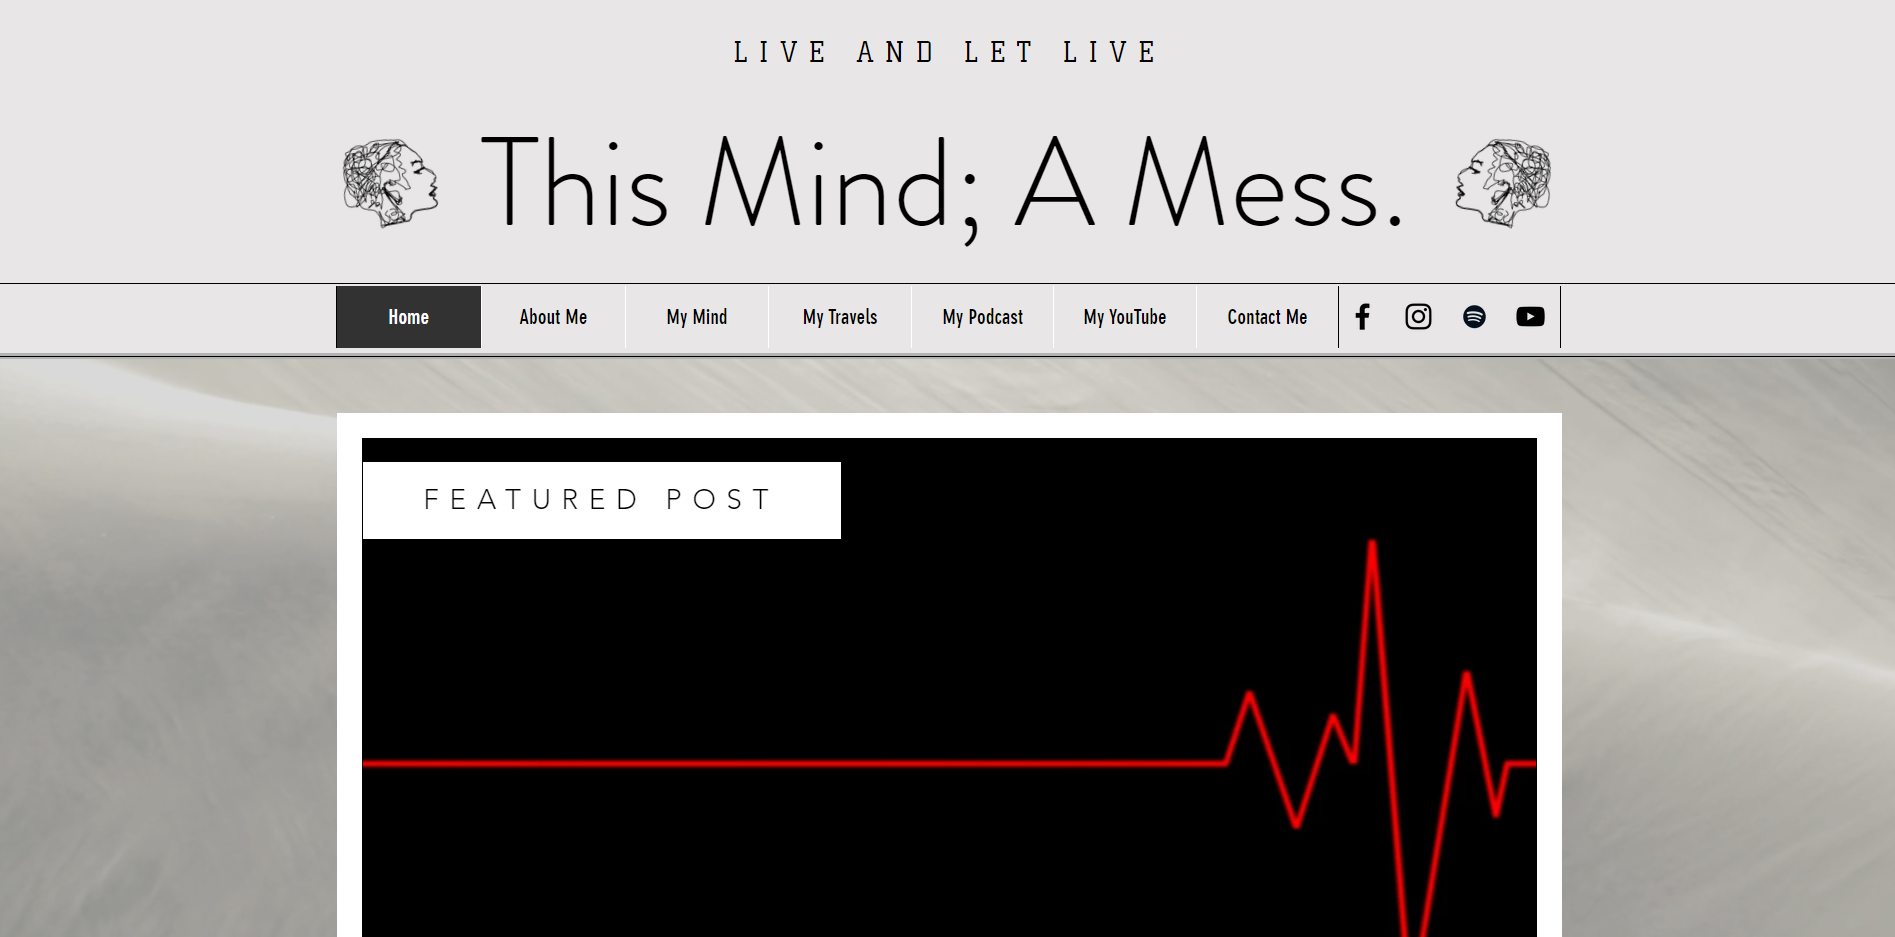 LIVE AND LET LIVE
This Mind; A Mess.
Home About Me My Mind My Travels My Podcast My YouTube Contact Me
FEATURED POST